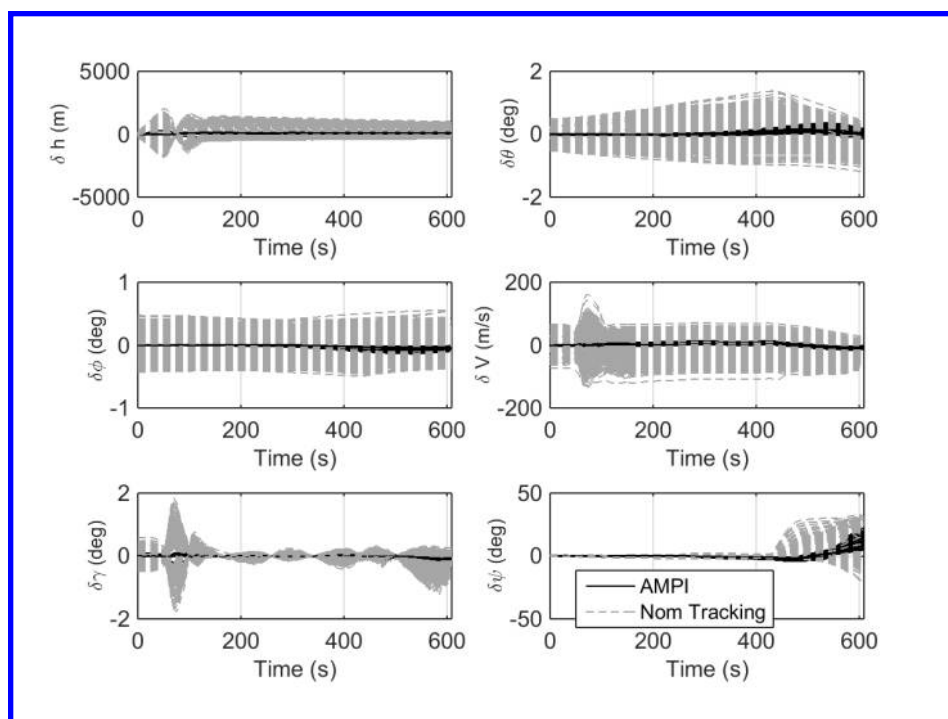 5000
0
-5000
δ h (m)
0 200 400 600
Time (s)
2
0
-2
δθ (deg)
0 200 400 600
Time (s)
1
0
-1
δϕ (deg)
0 200 400 600
Time (s)
200
0
-200
δ V (m/s)
0 200 400 600
Time (s)
2
0
-2
δγ (deg)
0 200 400 600
Time (s)
50
0
-50
δψ (deg)
AMPI
Nom Tracking
0 200 400 600
Time (s)